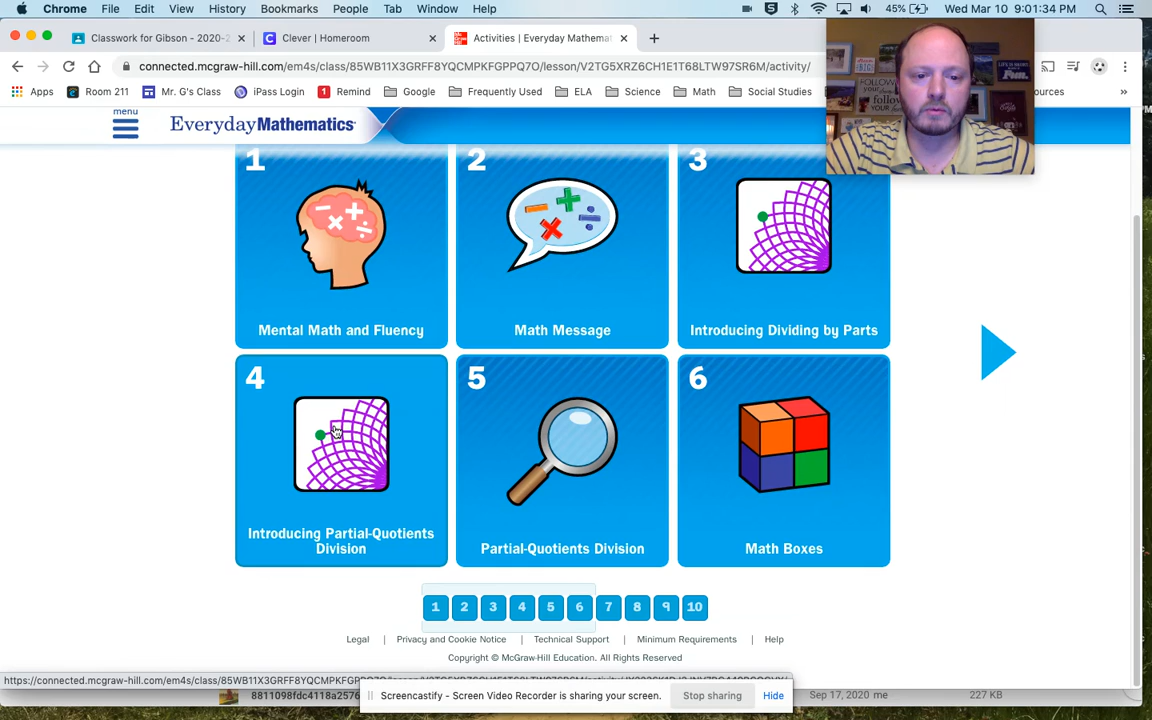 Chrome File Edit View History Bookmarks People Tab Window Help 45% Wed Mar 10 9:01:34 PM
Classwork for Gibson - 2020-2 Clever | Homeroom Activities | Everyday Mathemat
connected.mcgraw-hill.com/em4s/class/85WB11X3GRFF8YQCMPKFGPPQ7O/lesson/V2TG5XRZ6CH1E1T68LTW97SR6M/activity/
Apps Room 211 Mr. G's Class iPass Login 1 Remind Google Frequently Used ELA Science Math Social Studies
menu
EverydayMathematics
1 2 3
Mental Math and Fluency Math Message Introducing Dividing by Parts
4 5 6
Introducing Partial-Quotients
Division
Partial-Quotients Division Math Boxes
1 2 3 4 5 6 7 8 9 10
Legal | Privacy and Cookie Notice | Technical Support | Minimum Requirements | Help
Copyright © McGraw-Hill Education. All Rights Reserved
Screencastify - Screen Video Recorder is sharing your screen. Stop sharing Hide
8811098fdc4118a2576 Sep 17, 2020 me 227 KB